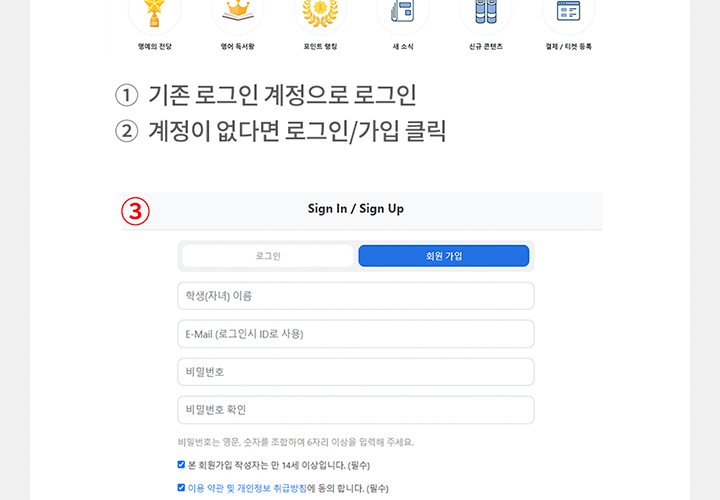 명예의 전당 영어 독서왕 포인트 랭킹 새 소식 신규 콘텐츠 결제 / 티켓 등록
① 기존 로그인 계정으로 로그인
② 계정이 없다면 로그인/가입 클릭
③ Sign In / Sign Up
로그인 회원 가입
학생(자녀) 이름
E-Mail (로그인시 ID로 사용)
비밀번호
비밀번호 확인
비밀번호는 영문, 숫자를 조합하여 6자리 이상을 입력해 주세요.
본 회원가입 작성자는 만 14세 이상입니다. (필수)
이용 약관 및 개인정보 취급방침에 동의 합니다. (필수)